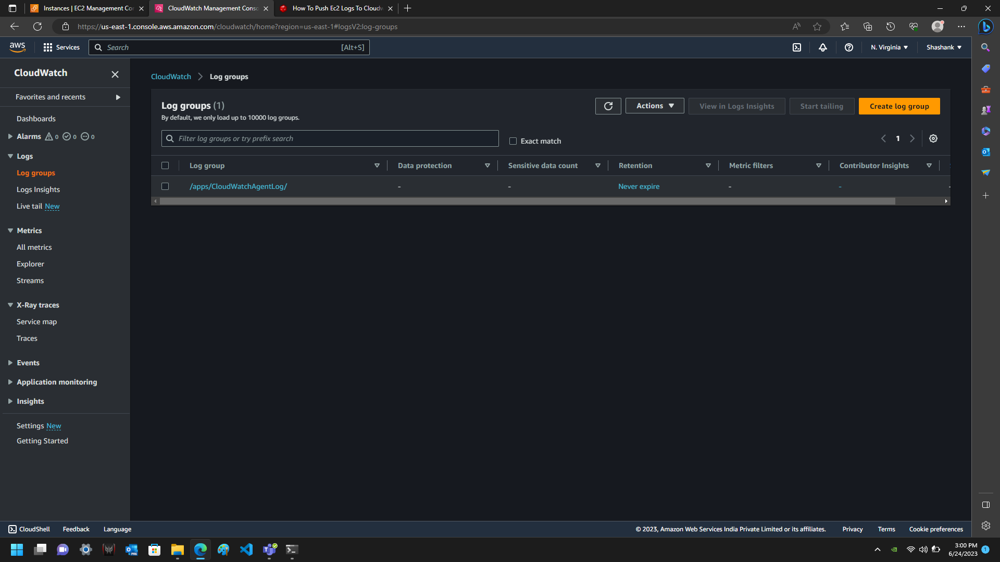 Instances | EC2 Management Con
CloudWatch Management Conso
How To Push Ec2 Logs To Cloudw
https://us-east-1.console.aws.amazon.com/cloudwatch/home?region=us-east-1#logsV2:log-groups
aws
Services
Search
[Alt+S]
N. Virginia
Shashank
CloudWatch
Favorites and recents
Dashboards
Alarms 0 0 0
Logs
Log groups
Logs Insights
Live tail New
Metrics
All metrics
Explorer
Streams
X-Ray traces
Service map
Traces
Events
Application monitoring
Insights
Settings New
Getting Started
CloudWatch
Log groups
Log groups (1)
By default, we only load up to 10000 log groups.
Actions
View in Logs Insights
Start tailing
Create log group
Filter log groups or try prefix search
Exact match
1
Log group
Data protection
Sensitive data count
Retention
Metric filters
Contributor Insights
/apps/CloudWatchAgentLog/
-
-
Never expire
-
-
-
CloudShell
Feedback
Language
© 2023, Amazon Web Services India Private Limited or its affiliates.
Privacy
Terms
Cookie preferences
PRE
3:00 PM
6/24/2023
1